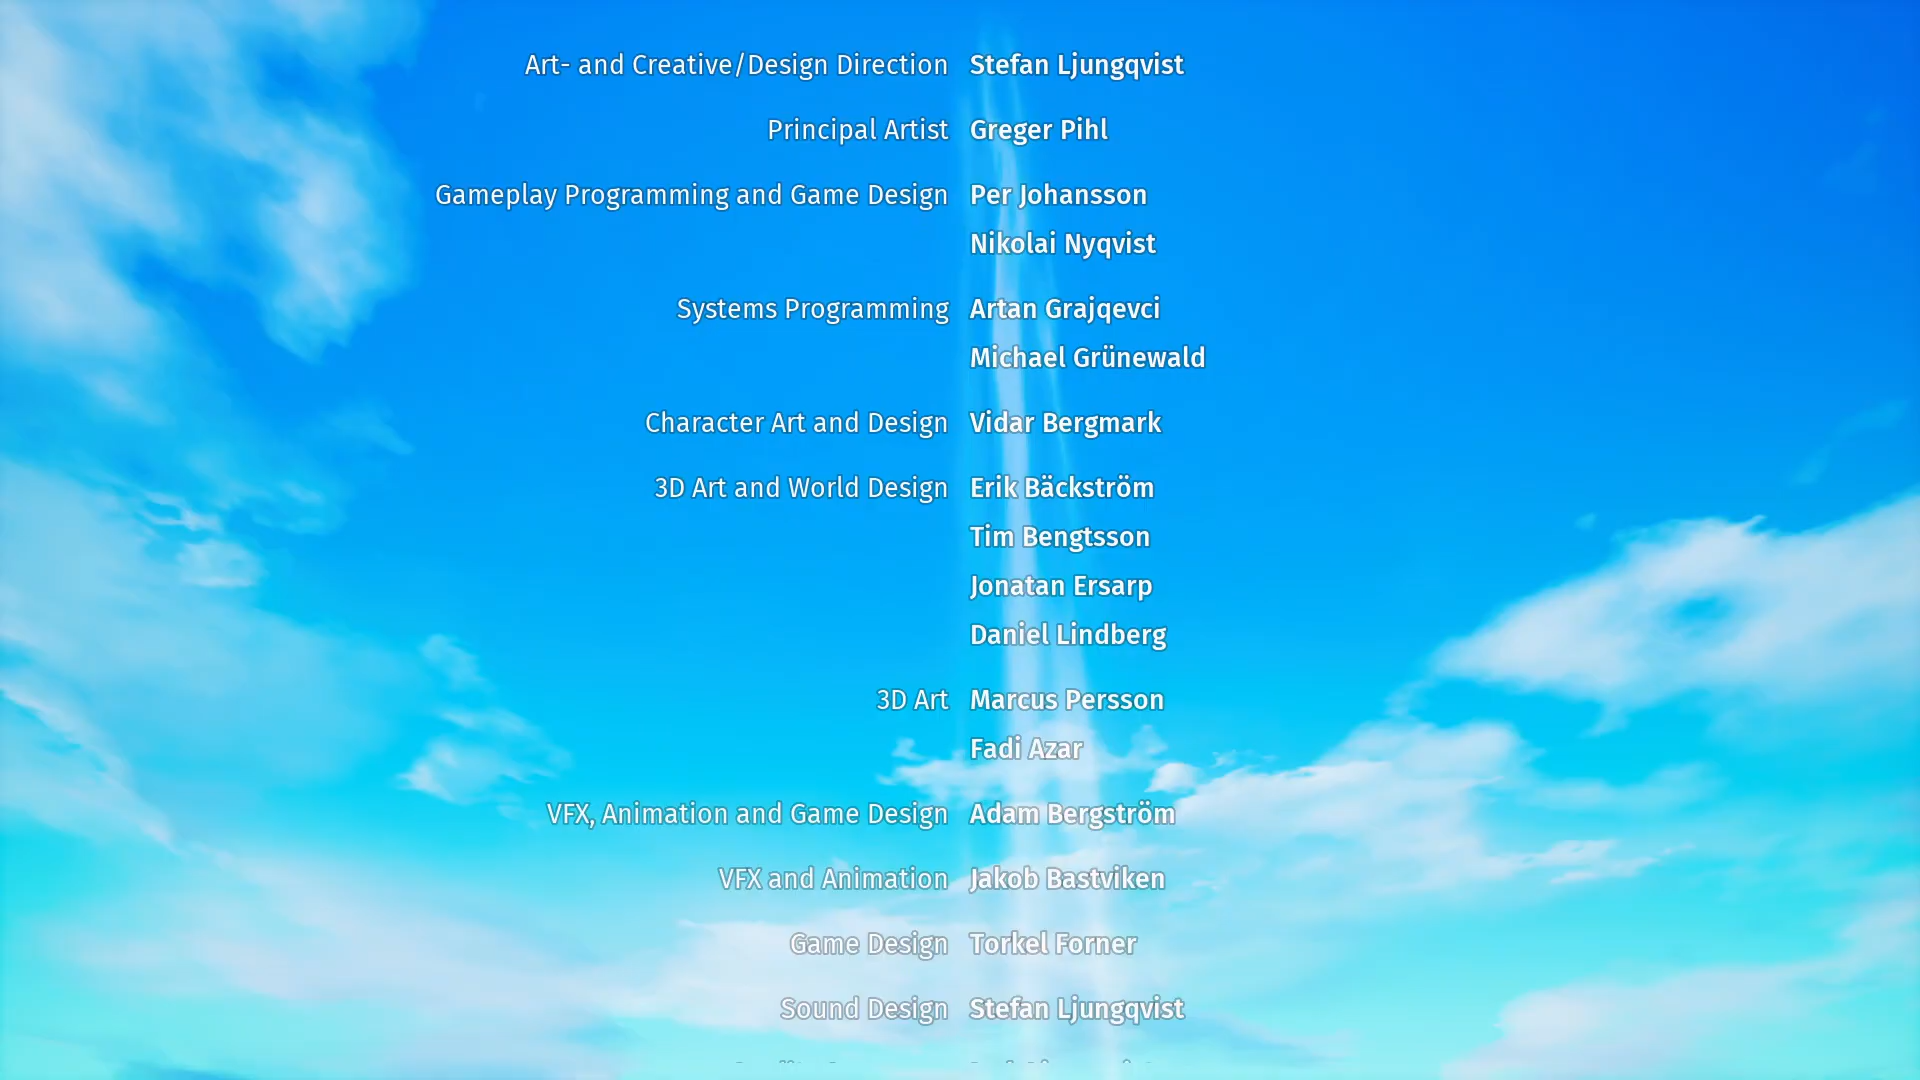 Art- and Creative/Design Direction Stefan Ljungqvist
Principal Artist Greger Pihl
Gameplay Programming and Game Design Per Johansson
Nikolai Nyqvist
Systems Programming Artan Grajqevci
Michael Grünewald
Character Art and Design Vidar Bergmark
3D Art and World Design Erik Bäckström
Tim Bengtsson
Jonatan Ersarp
Daniel Lindberg
3D Art Marcus Persson
Fadi Azar
VFX, Animation and Game Design Adam Bergström
VFX and Animation Jakob Bastviken
Game Design Torkel Forner
Sound Design Stefan Ljungqvist